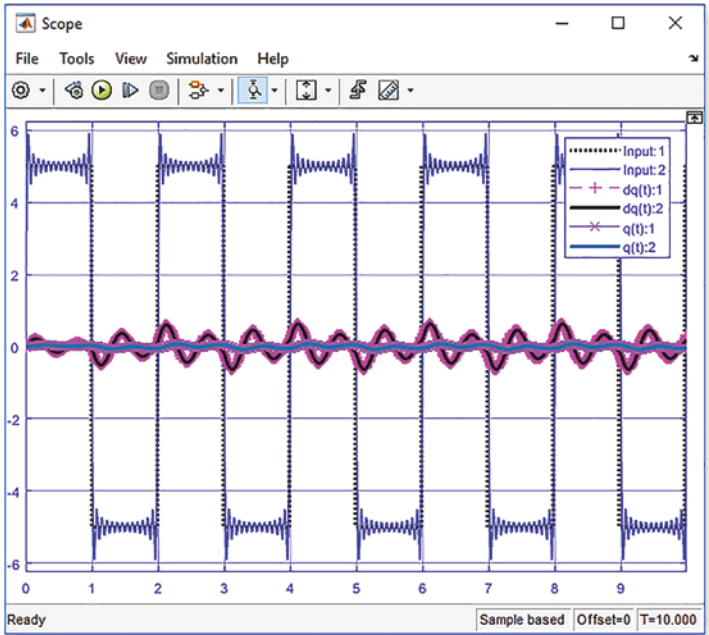 Scope
File Tools View Simulation Help
6
4
2
0
-2
-4
-6
Input:1
Input:2
dq(t):1
dq(t):2
q(t):1
q(t):2
0 1 2 3 4 5 6 7 8 9
Ready
Sample based Offset=0 T=10.000